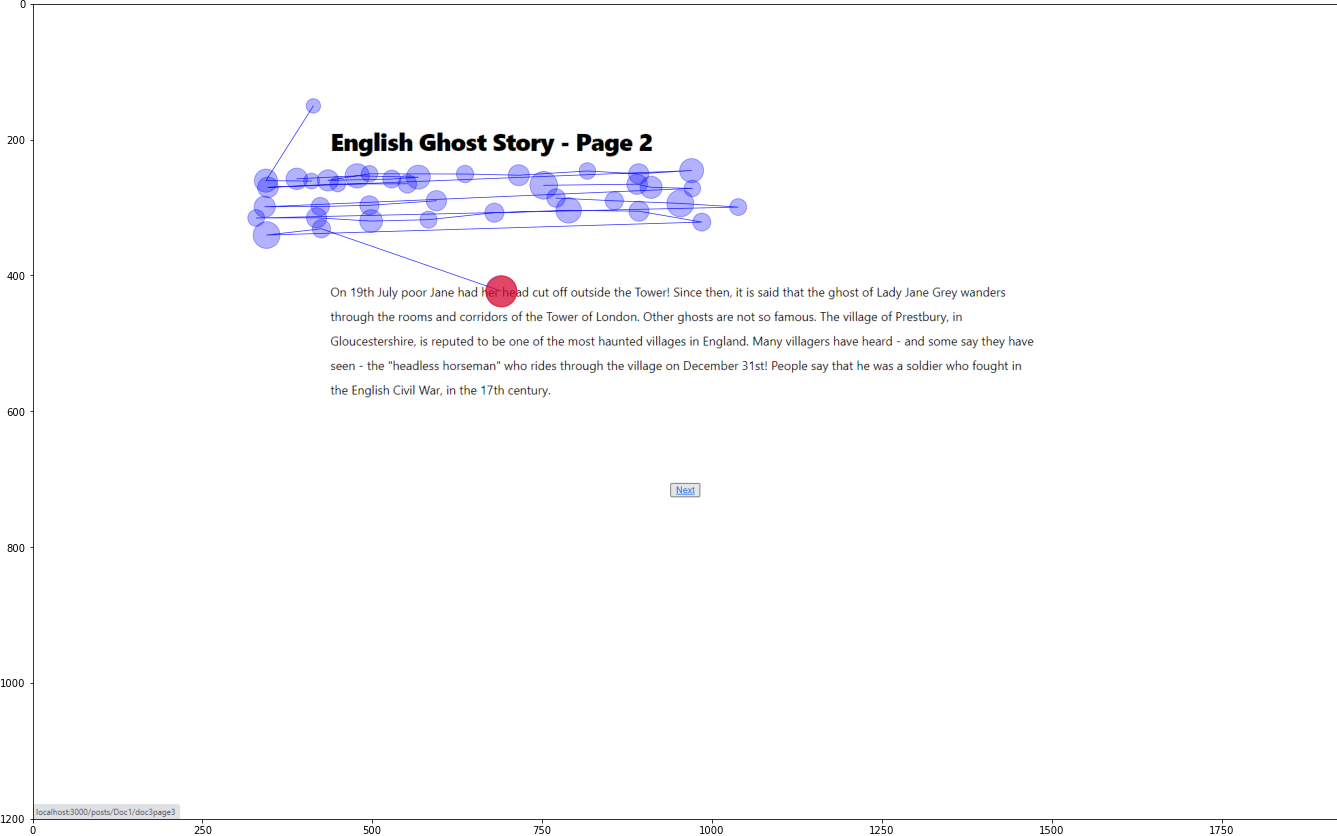 0
200
English Ghost Story - Page 2
400
On 19th July poor Jane had her head cut off outside the Tower! Since then, it is said that the ghost of Lady Jane Grey wanders
through the rooms and corridors of the Tower of London. Other ghosts are not so famous. The village of Prestbury, in
Gloucestershire, is reputed to be one of the most haunted villages in England. Many villagers have heard - and some say they have
seen - the "headless horseman" who rides through the village on December 31st! People say that he was a soldier who fought in
the English Civil War, in the 17th century.
600
Next
800
1000
localhost:3000/posts/Doc1/doc3page3
1200
0 250 500 750 1000 1250 1500 1750